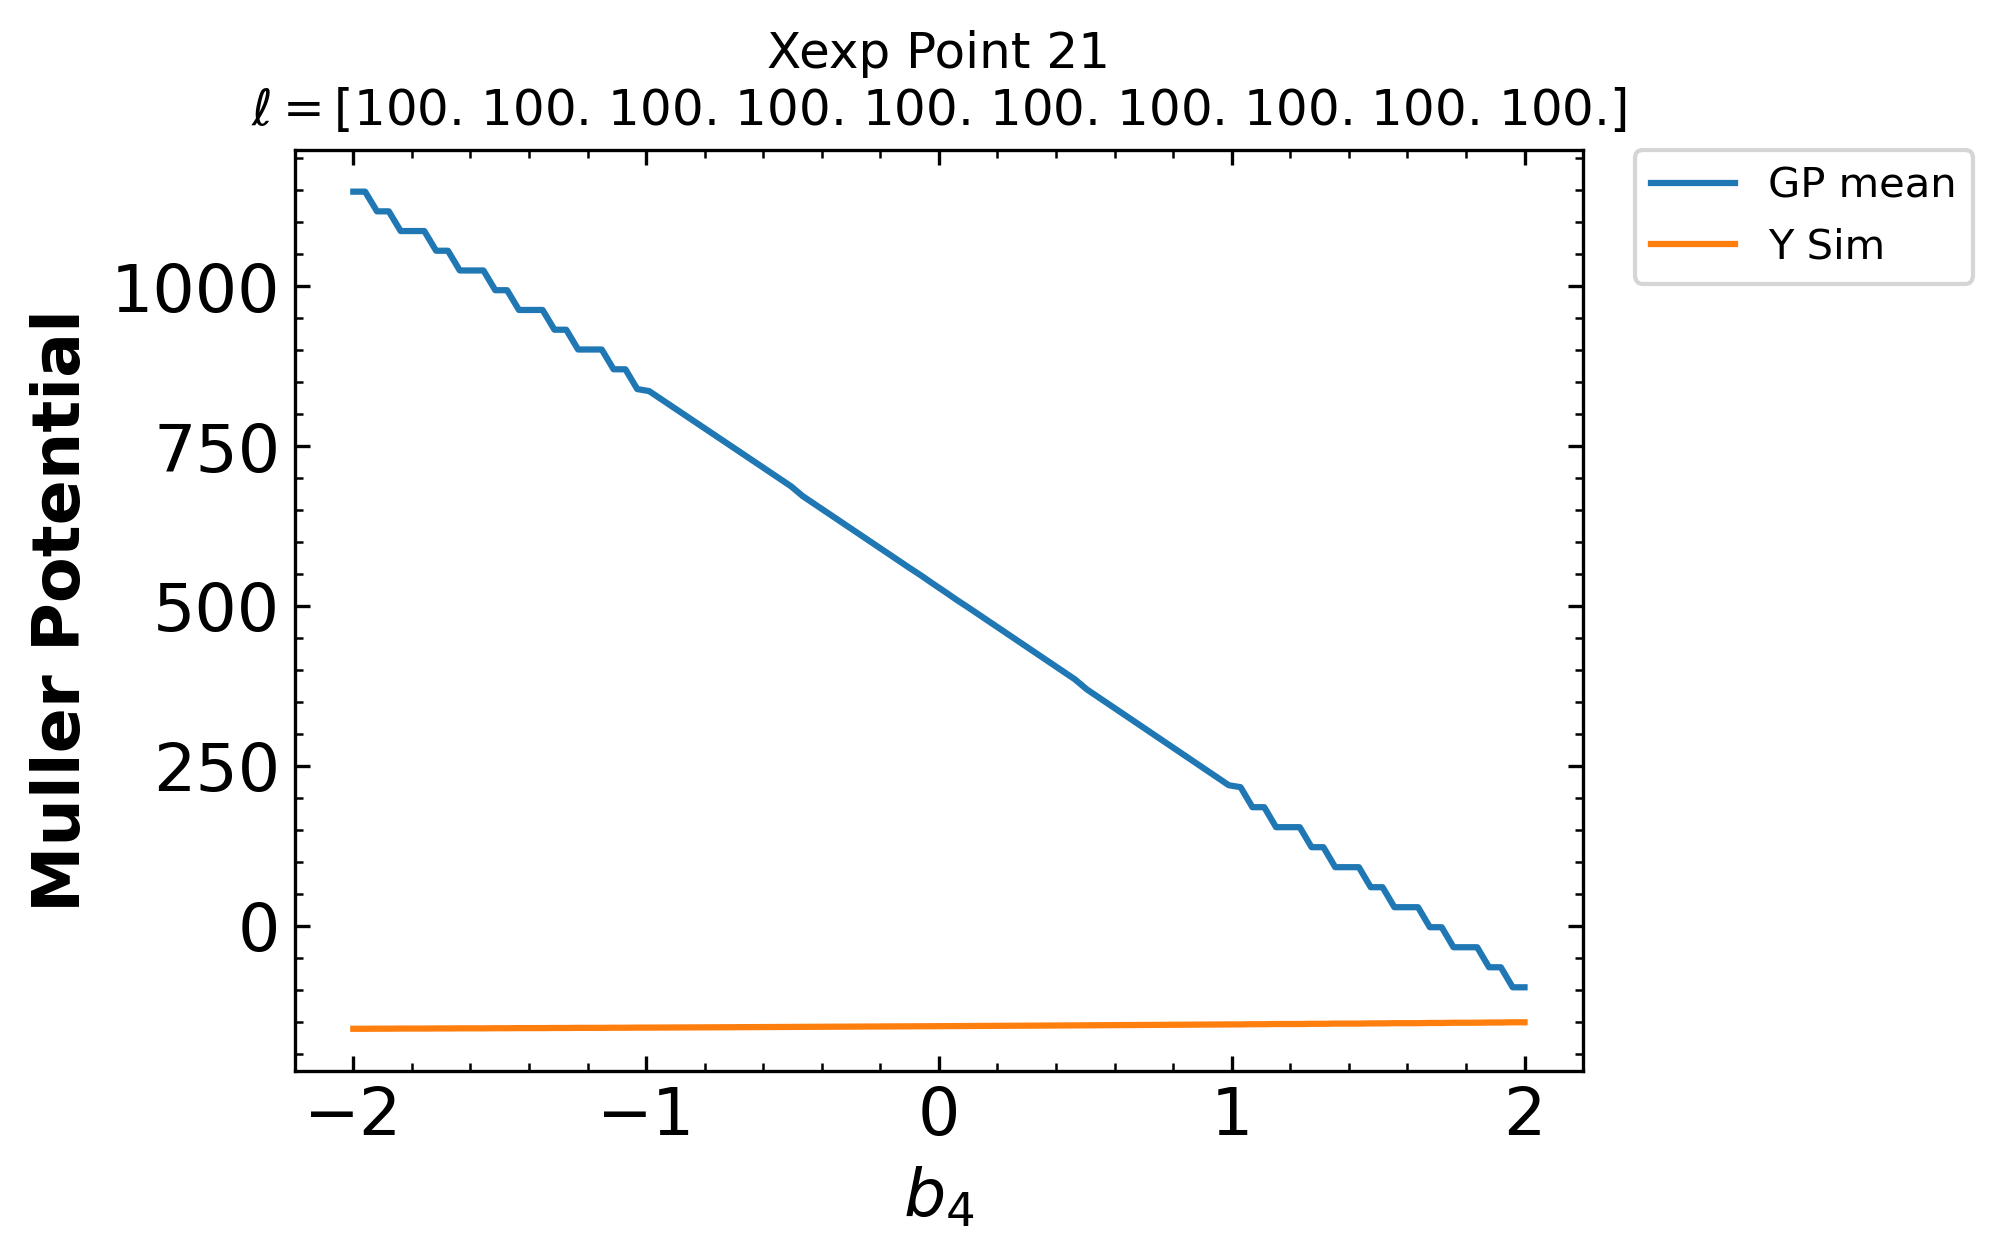 Xexp Point 21
ℓ = [100. 100. 100. 100. 100. 100. 100. 100. 100. 100.]
GP mean
Y Sim
Muller Potential
1000
750
500
250
0
−2 −1 0 1 2
b₄